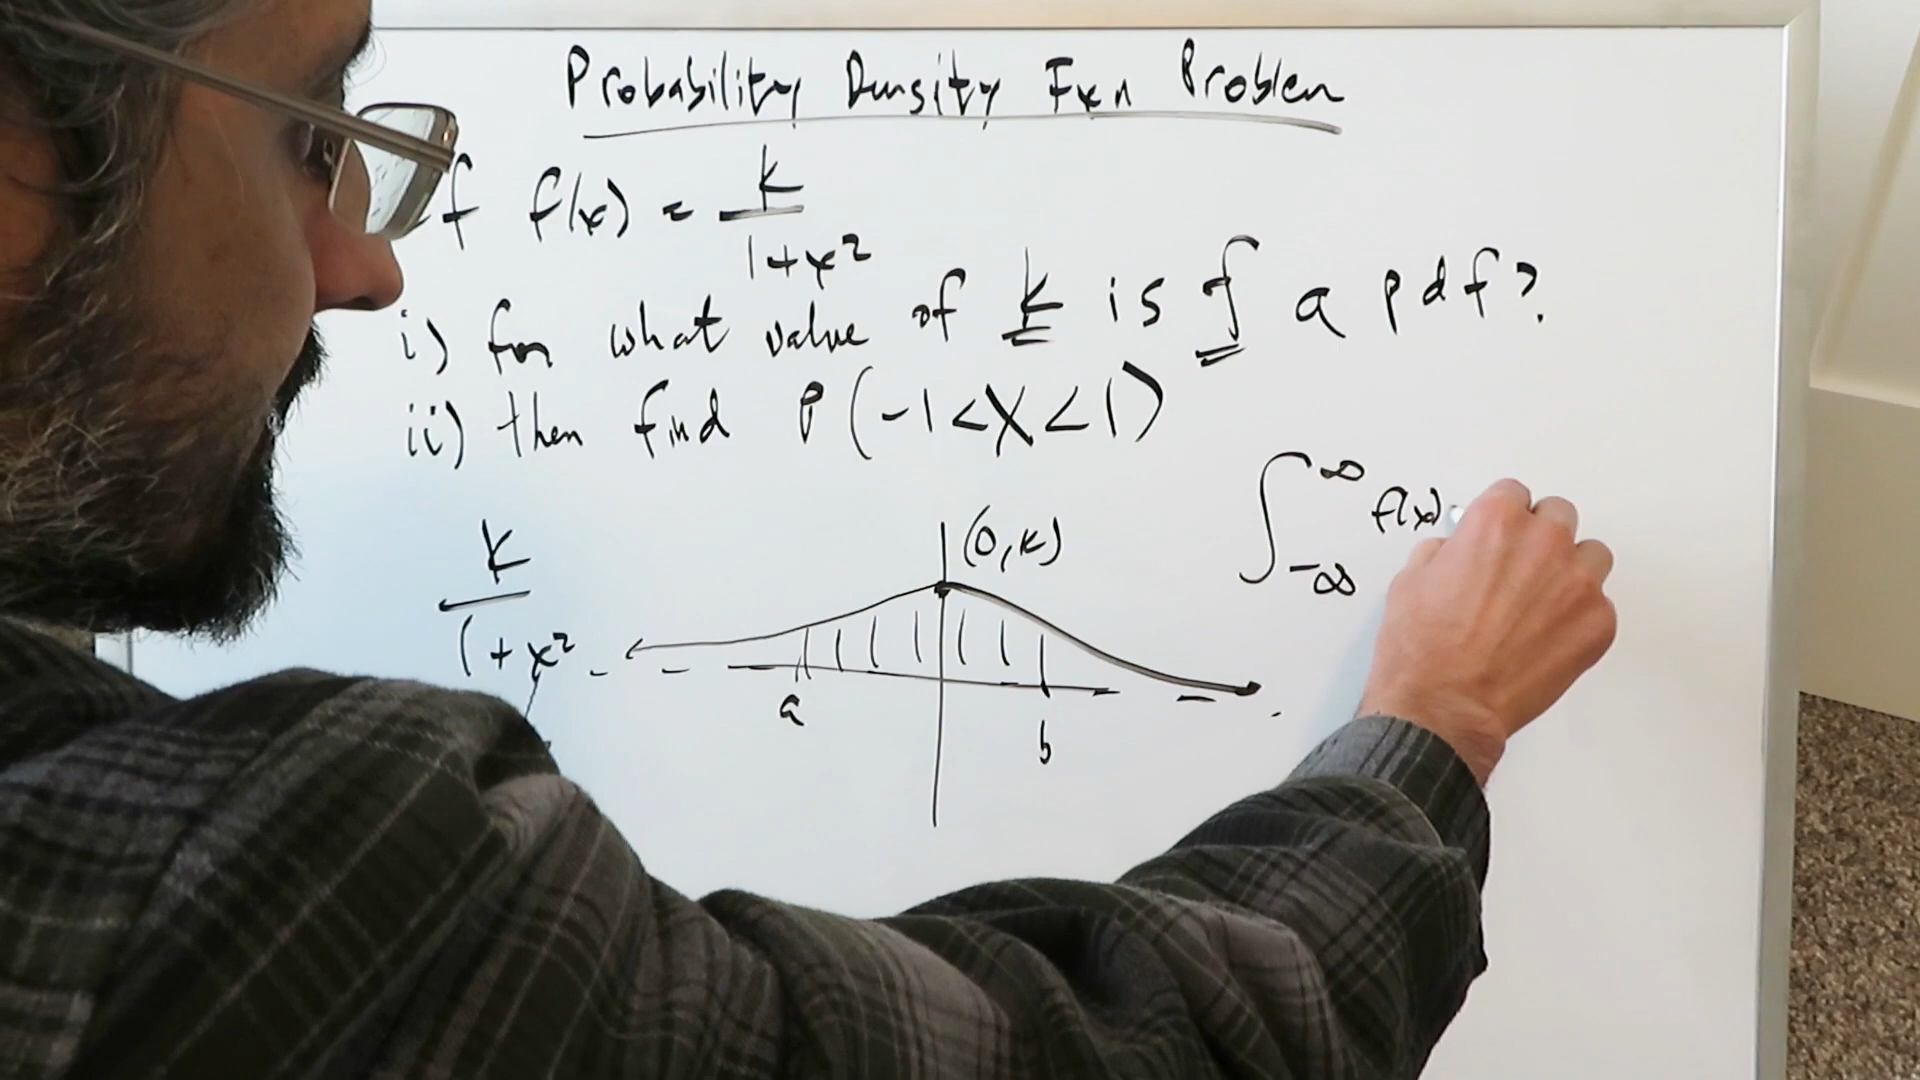 Probability Density Fxn Problem
If f(x) = k/(1+x²)
i) for what value of k is f a pdf?
ii) then find P(-1<X<1)
k/(1+x²)
(0,k)
a
b
∫_{-∞}^{∞} f(x)